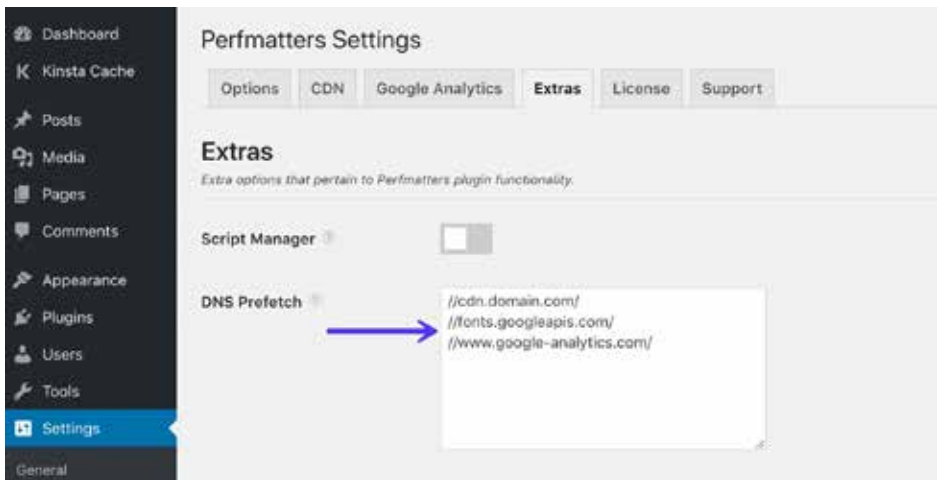 Dashboard
Kinsta Cache
Posts
Media
Pages
Comments
Appearance
Plugins
Users
Tools
Settings
General
Perfmatters Settings
Options CDN Google Analytics Extras License Support
Extras
Extra options that pertain to Perfmatters plugin functionality.
Script Manager ?
DNS Prefetch ?
//cdn.domain.com/
//fonts.googleapis.com/
//www.google-analytics.com/